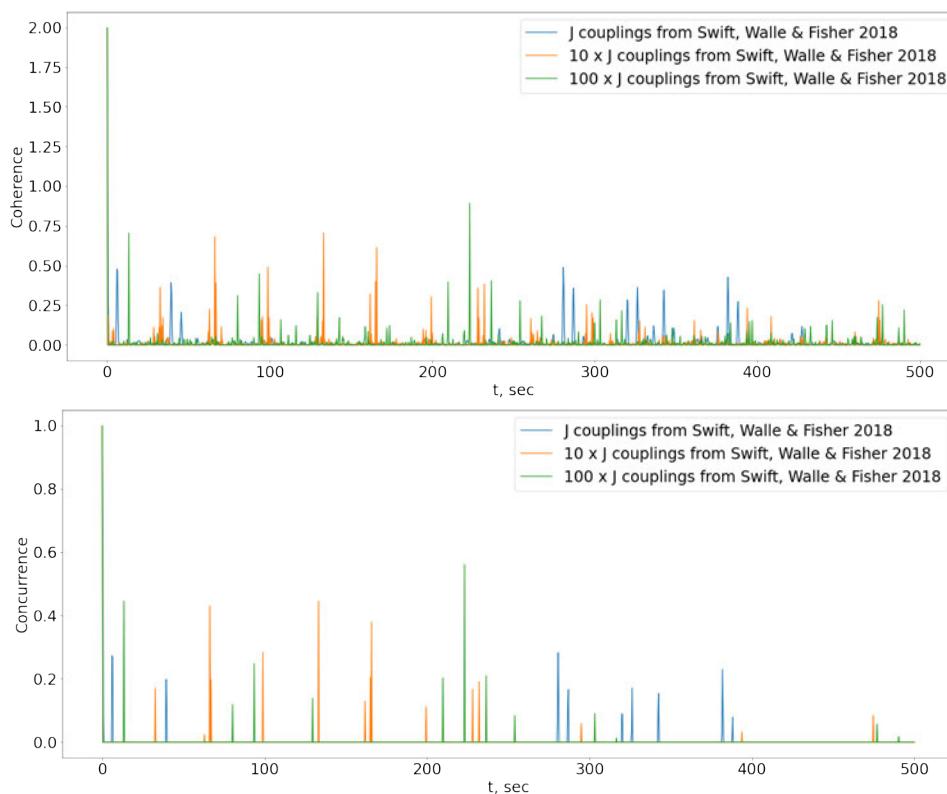 2.00
1.75
1.50
1.25
1.00
0.75
0.50
0.25
0.00
Coherence
J couplings from Swift, Walle & Fisher 2018
10 x J couplings from Swift, Walle & Fisher 2018
100 x J couplings from Swift, Walle & Fisher 2018
0 100 200 300 400 500
t, sec
1.0
0.8
0.6
0.4
0.2
0.0
Concurrence
J couplings from Swift, Walle & Fisher 2018
10 x J couplings from Swift, Walle & Fisher 2018
100 x J couplings from Swift, Walle & Fisher 2018
0 100 200 300 400 500
t, sec